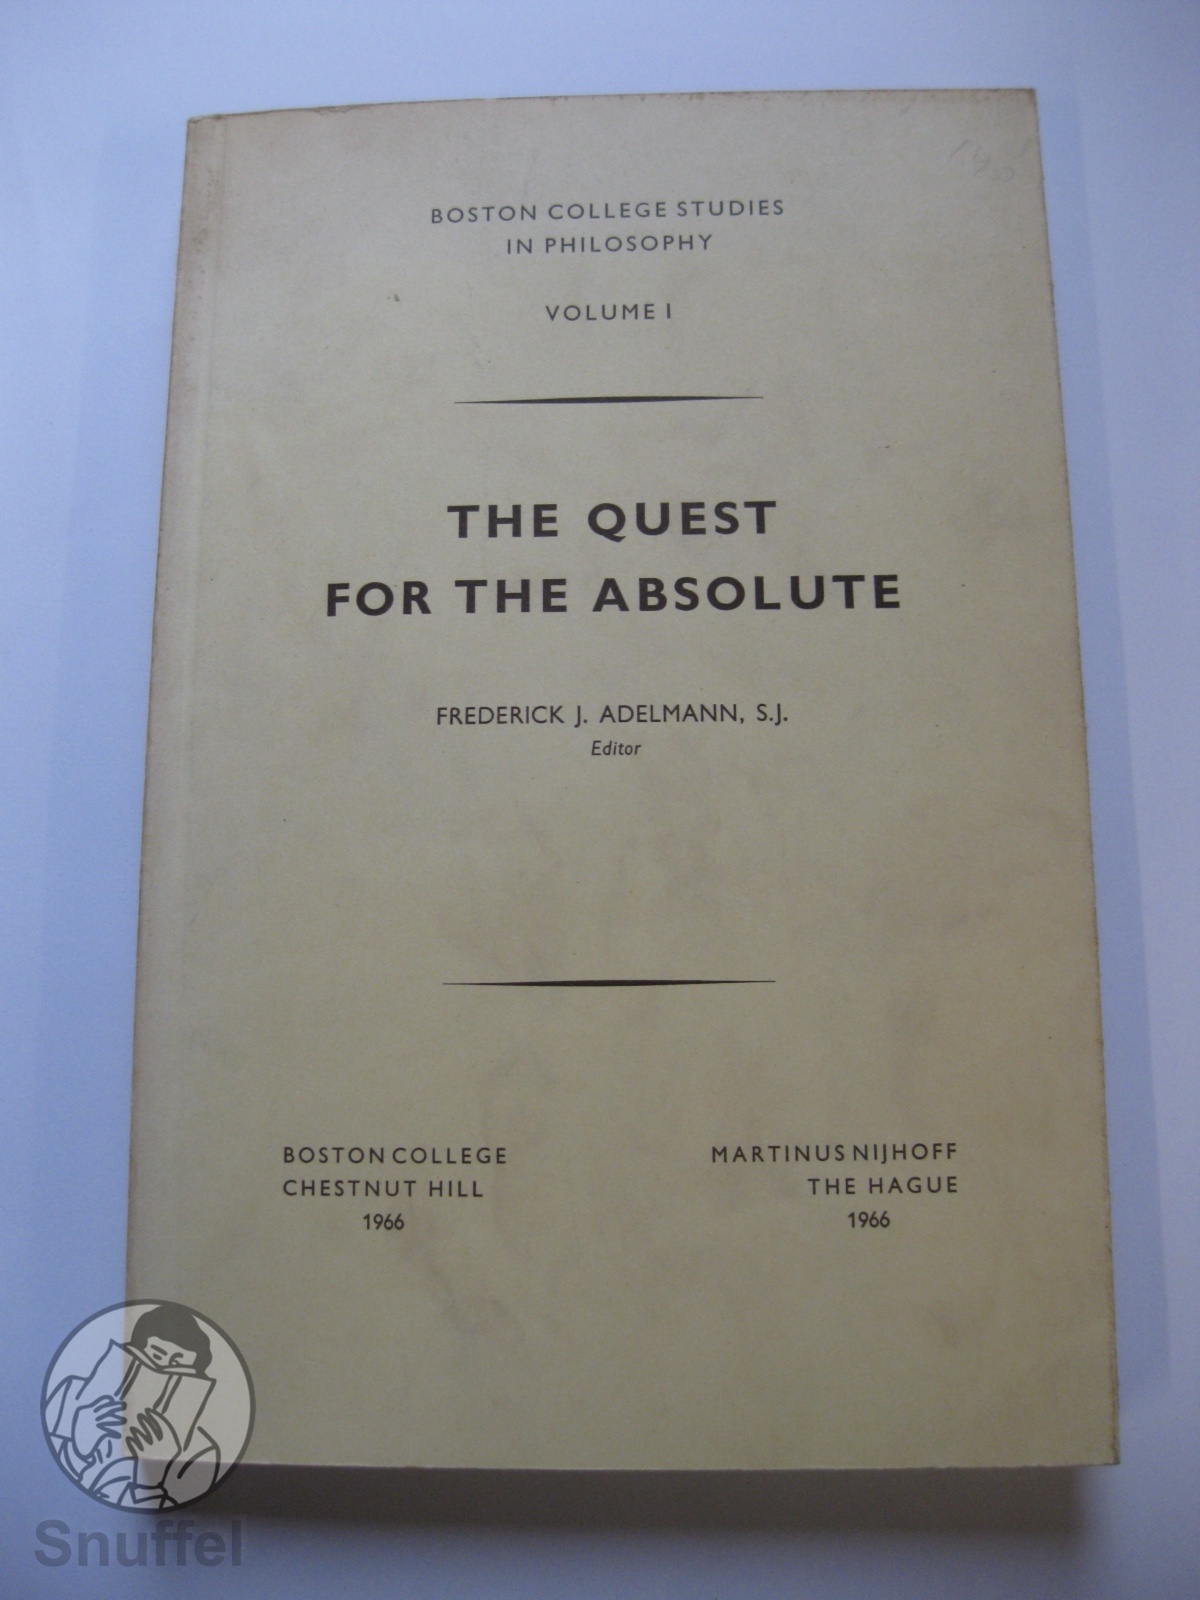 BOSTON COLLEGE STUDIES
IN PHILOSOPHY
VOLUME I
THE QUEST
FOR THE ABSOLUTE
FREDERICK J. ADELMANN, S.J.
Editor
BOSTON COLLEGE
CHESTNUT HILL
1966
MARTINUS NIJHOFF
THE HAGUE
1966
Snuffel